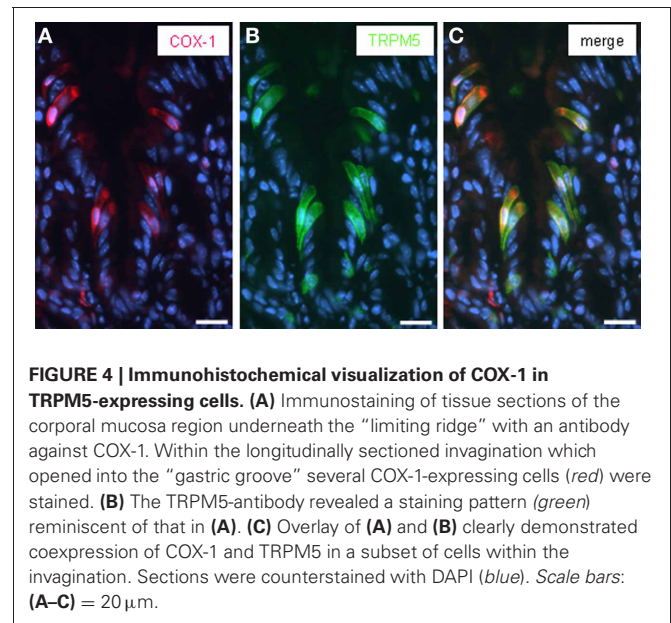 A COX-1 B TRPM5 C merge
FIGURE 4 | Immunohistochemical visualization of COX-1 in
TRPM5-expressing cells. (A) Immunostaining of tissue sections of the
corporal mucosa region underneath the “limiting ridge” with an antibody
against COX-1. Within the longitudinally sectioned invagination which
opened into the “gastric groove” several COX-1-expressing cells (red) were
stained. (B) The TRPM5-antibody revealed a staining pattern (green)
reminiscent of that in (A). (C) Overlay of (A) and (B) clearly demonstrated
coexpression of COX-1 and TRPM5 in a subset of cells within the
invagination. Sections were counterstained with DAPI (blue). Scale bars:
(A–C) = 20 μm.